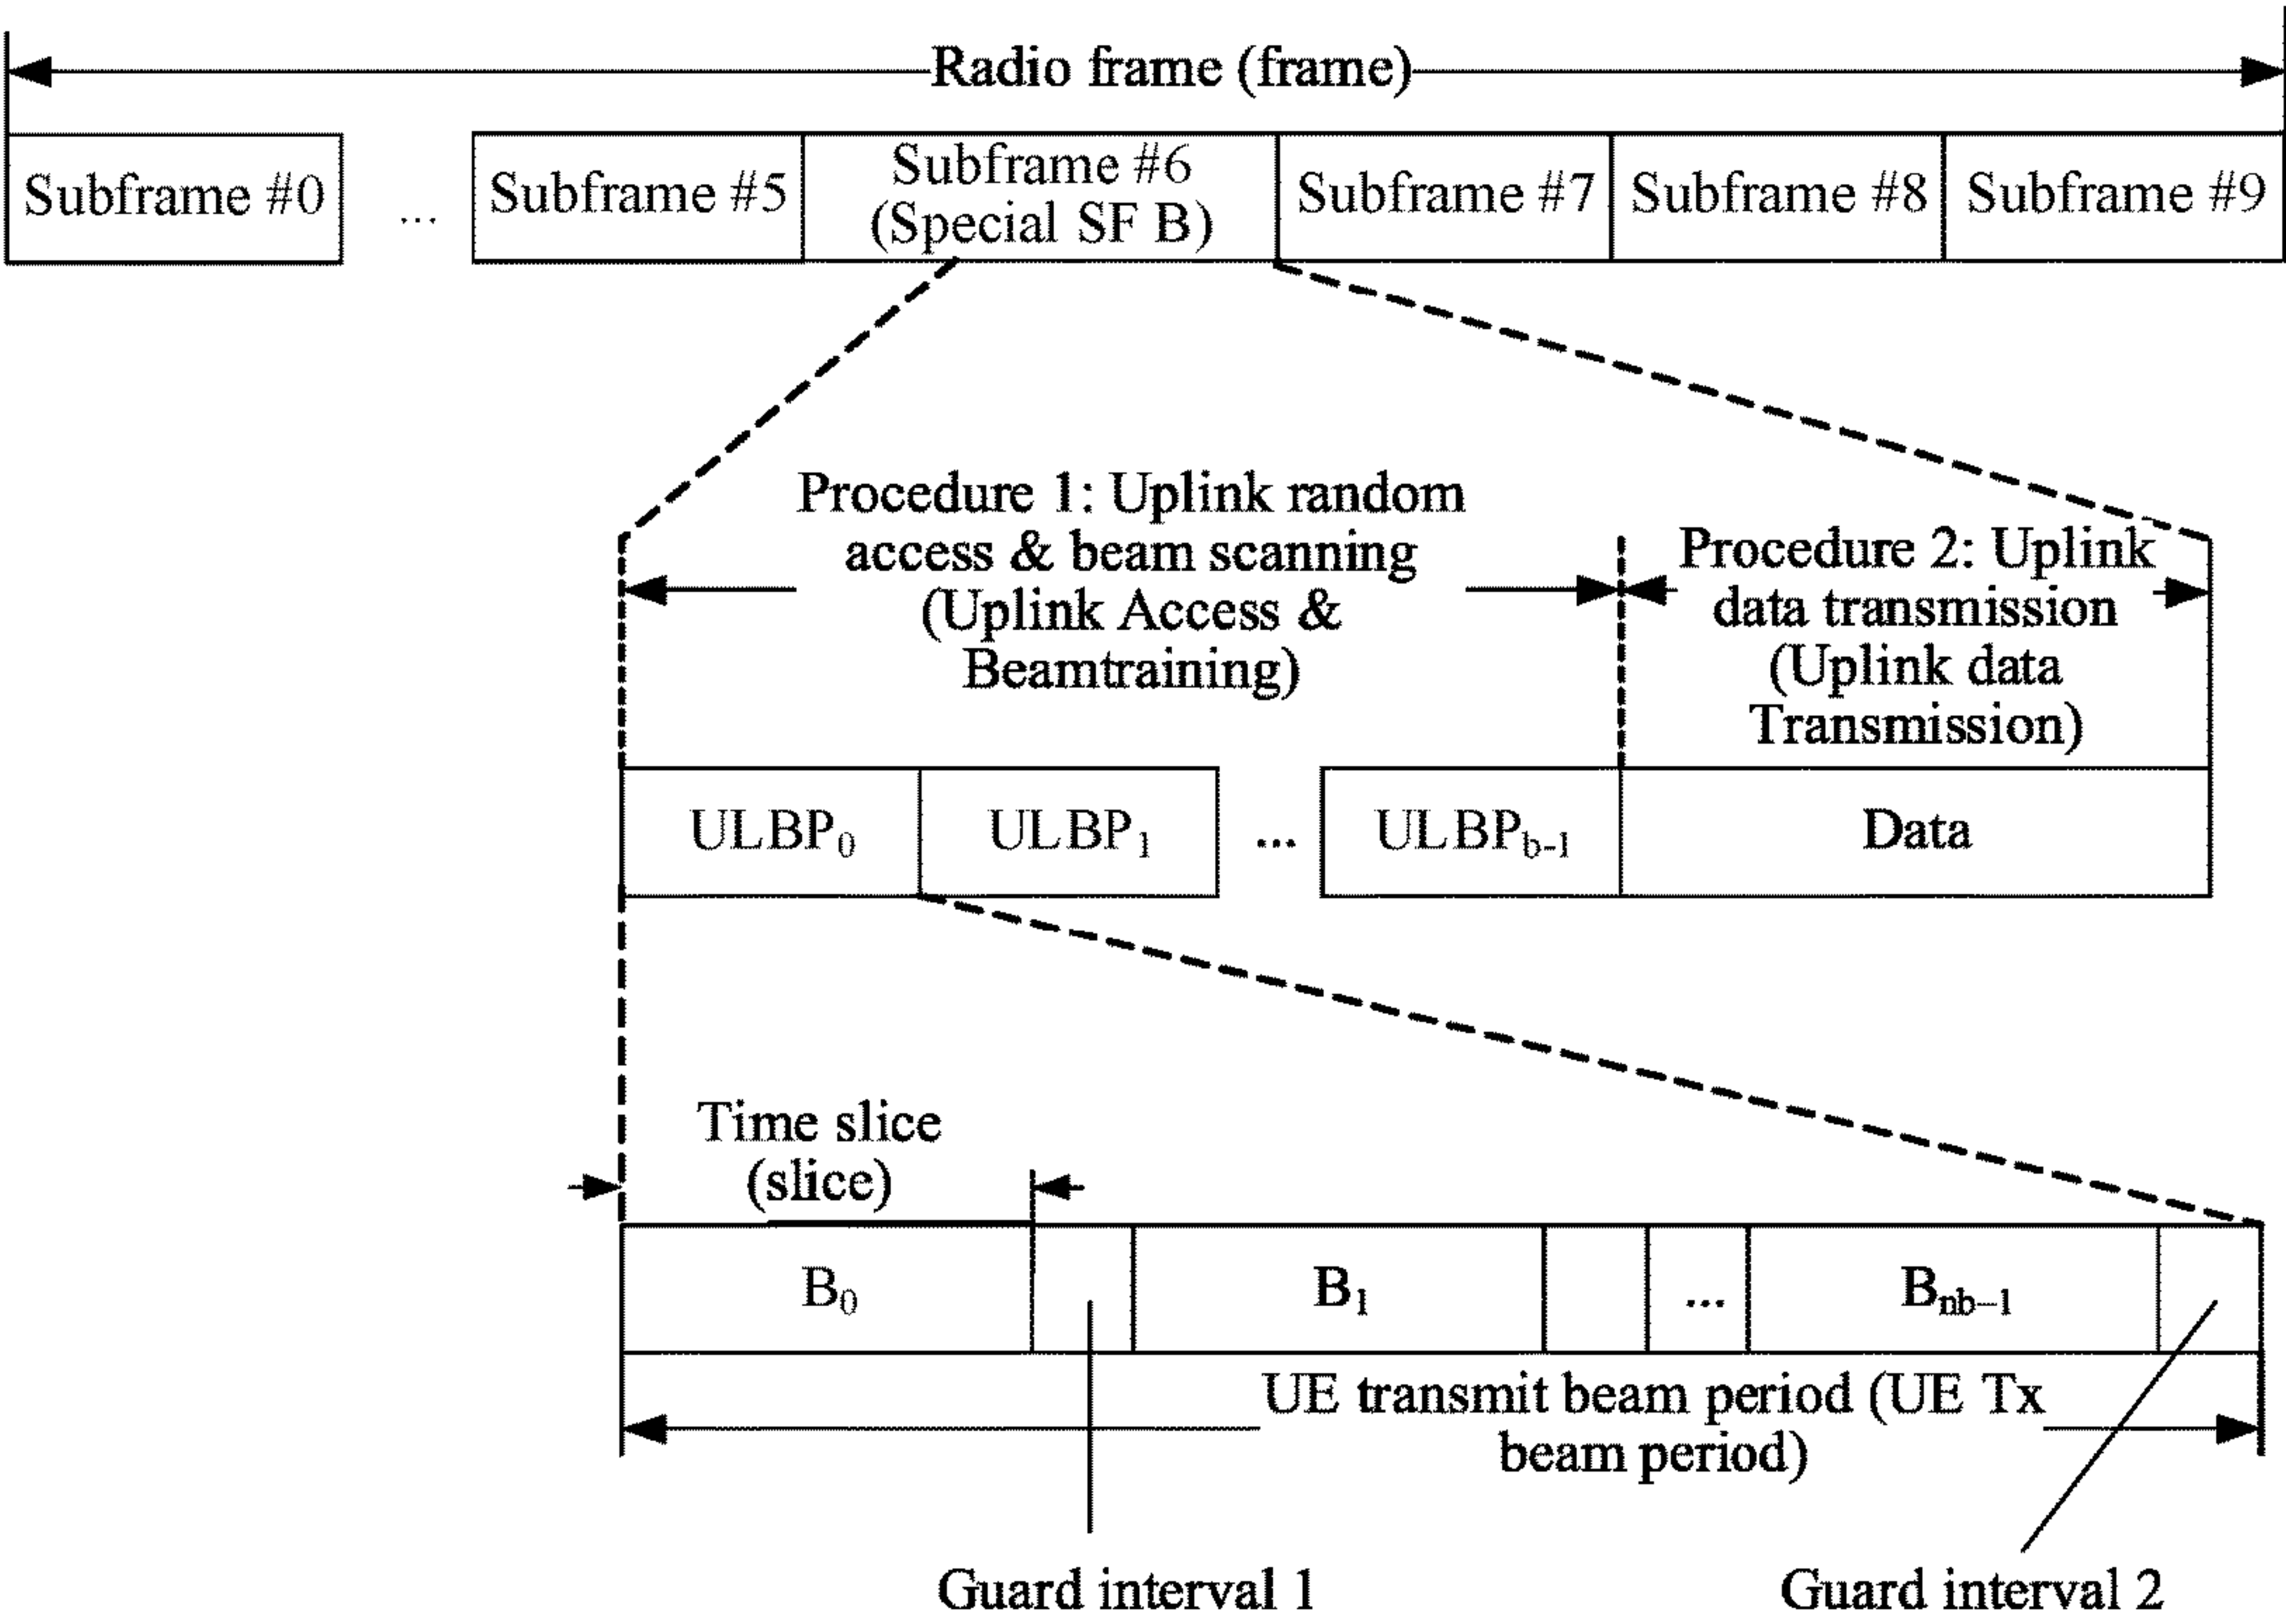 Radio frame (frame)
Subframe #0
...
Subframe #5
Subframe #6
(Special SF B)
Subframe #7
Subframe #8
Subframe #9
Procedure 1: Uplink random
access & beam scanning
(Uplink Access &
Beamtraining)
Procedure 2: Uplink
data transmission
(Uplink data
Transmission)
ULBP0
ULBP1
...
ULBPb-1
Data
Time slice
(slice)
B0
B1
...
Bnb-1
UE transmit beam period (UE Tx
beam period)
Guard interval 1
Guard interval 2